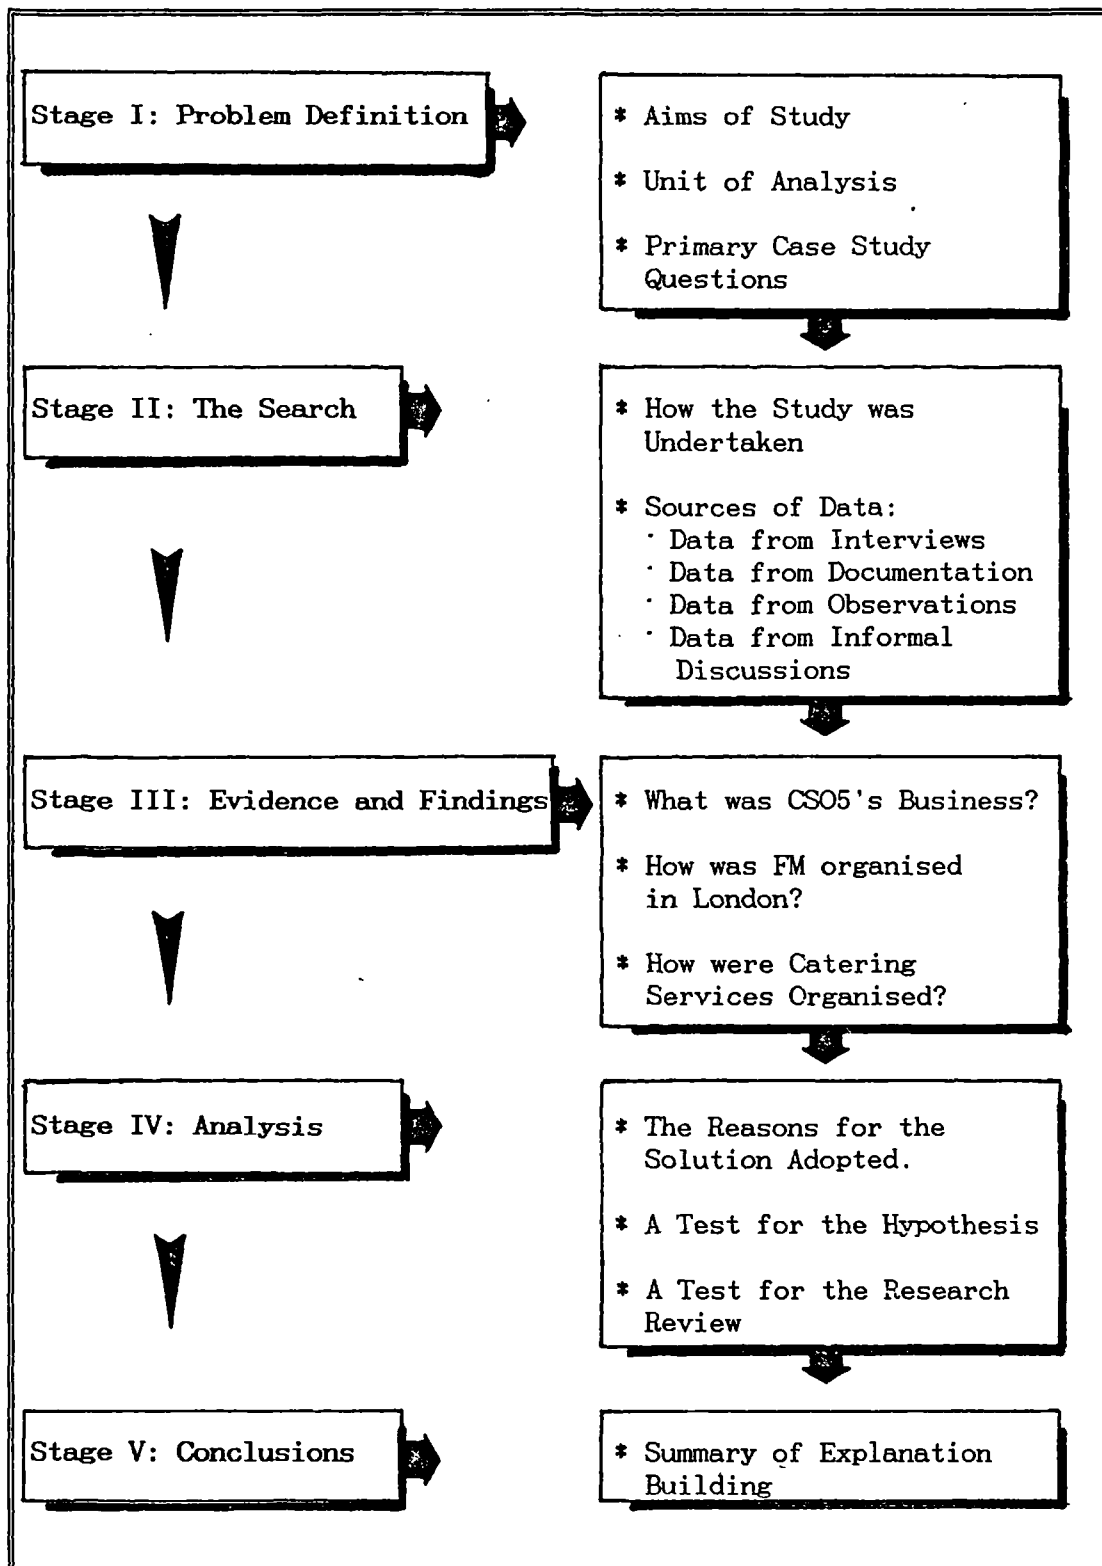 Stage I: Problem Definition
* Aims of Study
* Unit of Analysis
* Primary Case Study
Questions
Stage II: The Search
* How the Study was
Undertaken
* Sources of Data:
· Data from Interviews
· Data from Documentation
· Data from Observations
· Data from Informal
Discussions
Stage III: Evidence and Findings
* What was CSO5's Business?
* How was FM organised
in London?
* How were Catering
Services Organised?
Stage IV: Analysis
* The Reasons for the
Solution Adopted.
* A Test for the Hypothesis
* A Test for the Research
Review
Stage V: Conclusions
* Summary of Explanation
Building